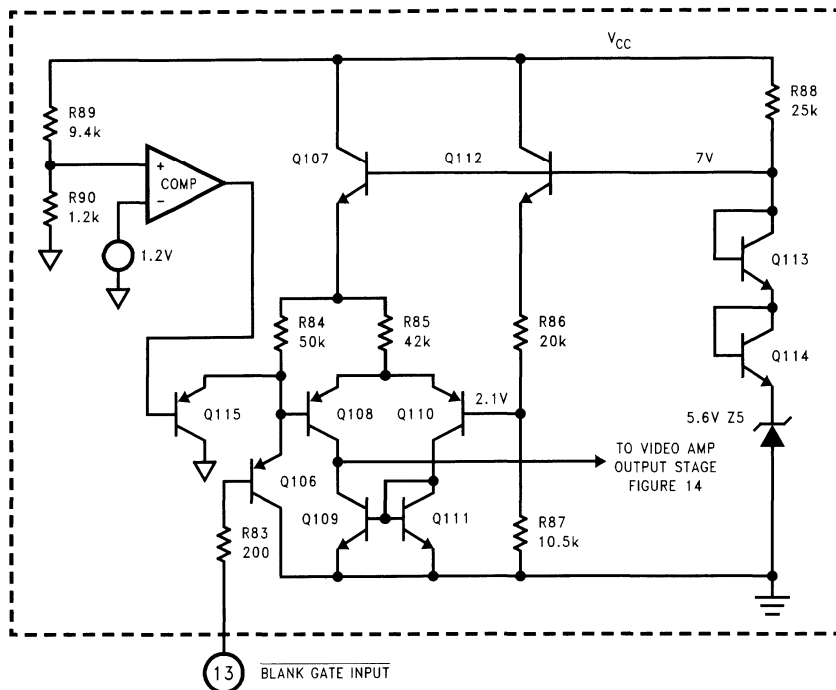 V_CC
R89
9.4k
R88
25k
Q107
Q112
7V
+
COMP
−
R90
1.2k
1.2V
Q113
R84
50k
R85
42k
R86
20k
Q114
Q115
Q108
Q110
2.1V
5.6V Z5
Q106
TO VIDEO AMP
OUTPUT STAGE
FIGURE 14
Q109
Q111
R83
200
R87
10.5k
13
BLANK GATE INPUT